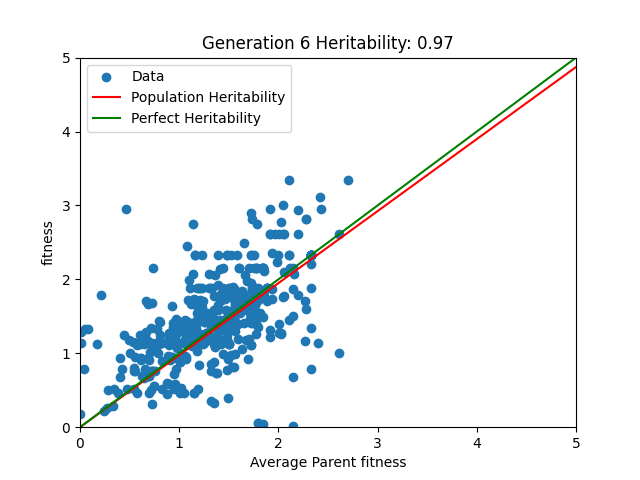 Generation 6 Heritability: 0.97
Data
Population Heritability
Perfect Heritability
5
4
3
2
1
0
fitness
0
1
2
3
4
5
Average Parent fitness